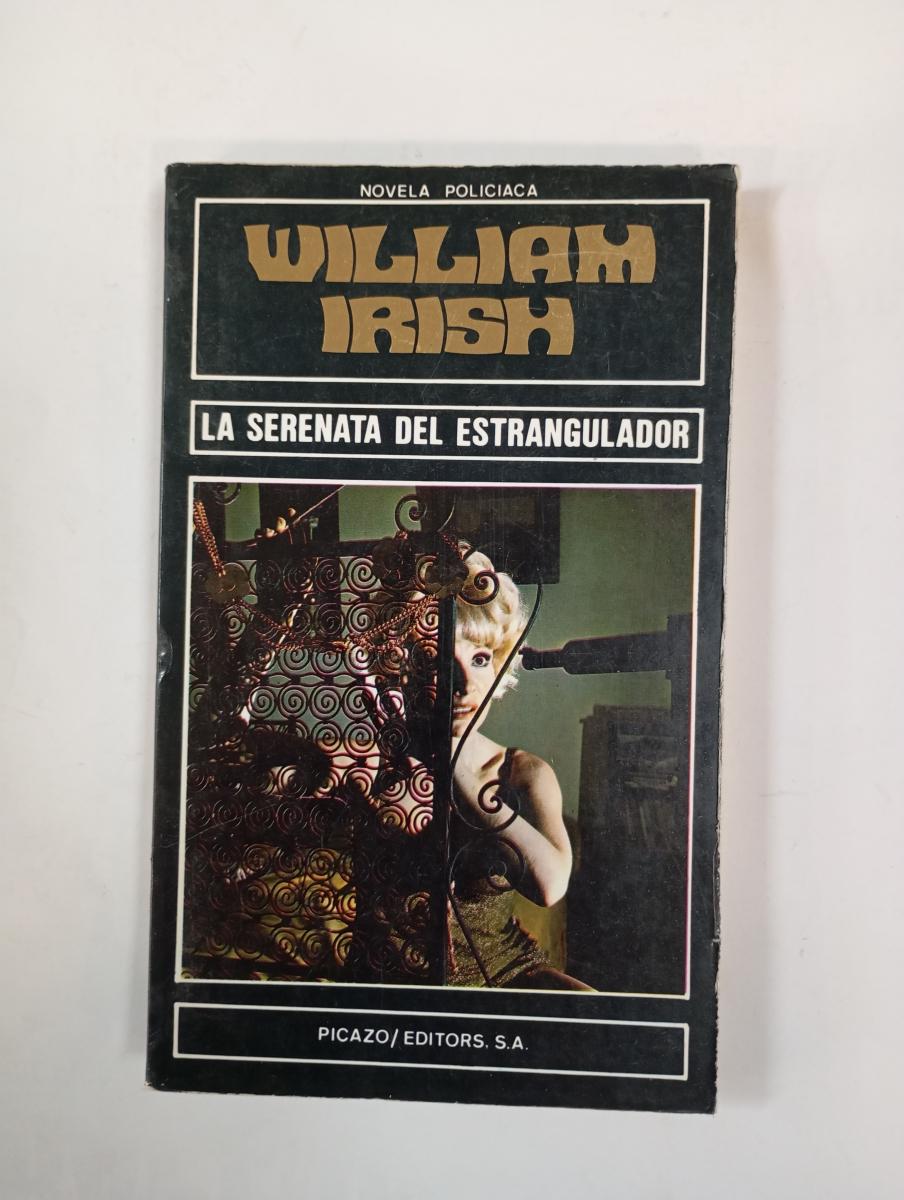 NOVELA POLICIACA
WILLIAM
IRISH
LA SERENATA DEL ESTRANGULADOR
PICAZO/EDITORS, S.A.